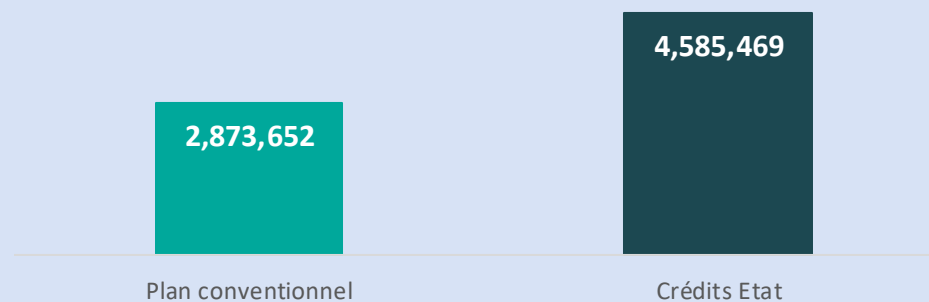 4,585,469
2,873,652
Plan conventionnel
Crédits Etat